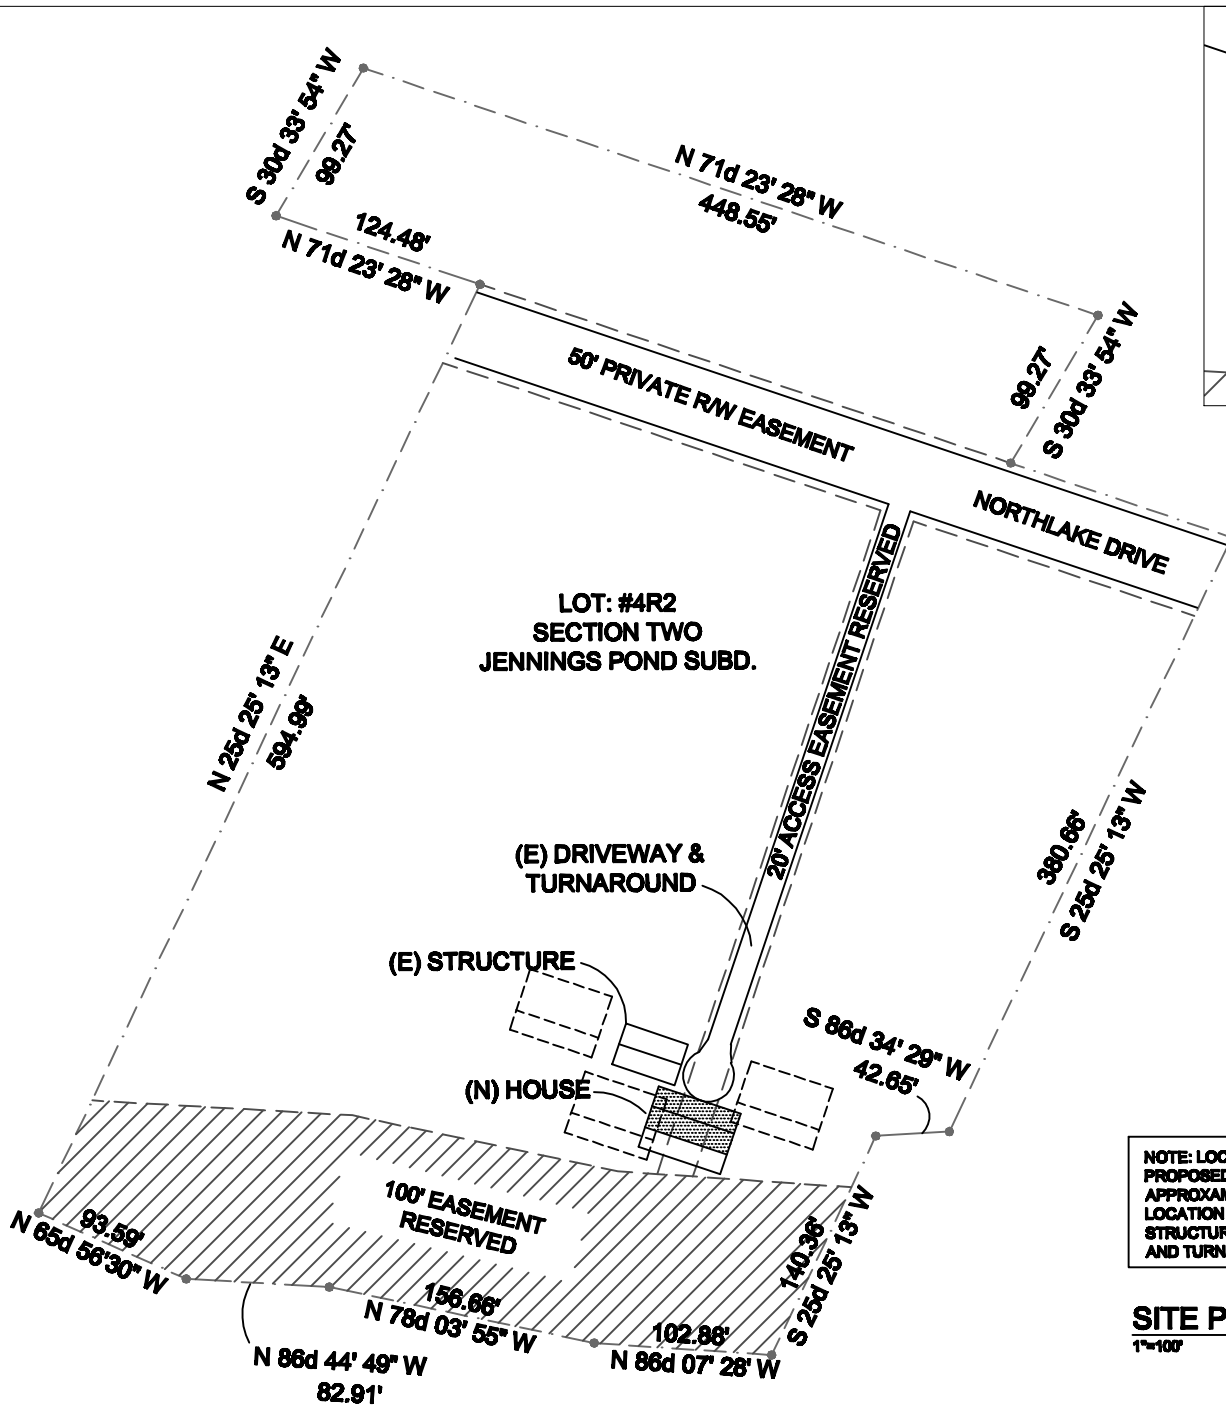 S 30d 33' 54" W
99.27'
N 71d 23' 28" W
448.55'
124.48'
N 71d 23' 28" W
99.27'
S 30d 33' 54" W
50' PRIVATE R/W EASEMENT
NORTHLAKE DRIVE
LOT: #4R2
SECTION TWO
JENNINGS POND SUBD.
20' ACCESS EASEMENT RESERVED
N 25d 25' 13" E
594.99'
380.66'
S 25d 25' 13" W
(E) DRIVEWAY &
TURNAROUND
(E) STRUCTURE
S 86d 34' 29" W
42.65'
(N) HOUSE
100' EASEMENT
RESERVED
93.59'
N 65d 56'30" W
140.36'
S 25d 25' 13" W
156.66'
N 78d 03' 55" W
102.86'
N 86d 07' 28' W
N 86d 44' 49" W
82.91'
NOTE: LOC
PROPOSED
APPROXAM
LOCATION
STRUCTUR
AND TURN
SITE P
1"=100'